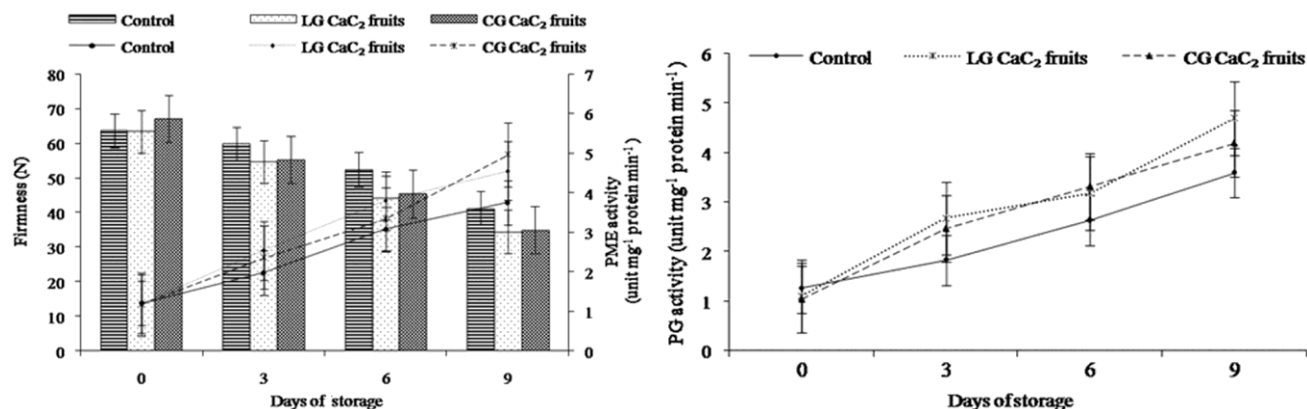 Control LG CaC₂ fruits CG CaC₂ fruits
Control LG CaC₂ fruits CG CaC₂ fruits
80 7
70 6
60 5
50 4
40 3
30 2
20 1
10 0
0
Firmness (N)
PME activity
(unit mg⁻¹ protein min⁻¹)
0 3 6 9
Days of storage
Control LG CaC₂ fruits CG CaC₂ fruits
6
5
4
3
2
1
0
PG activity (unit mg⁻¹ protein min⁻¹)
0 3 6 9
Days of storage